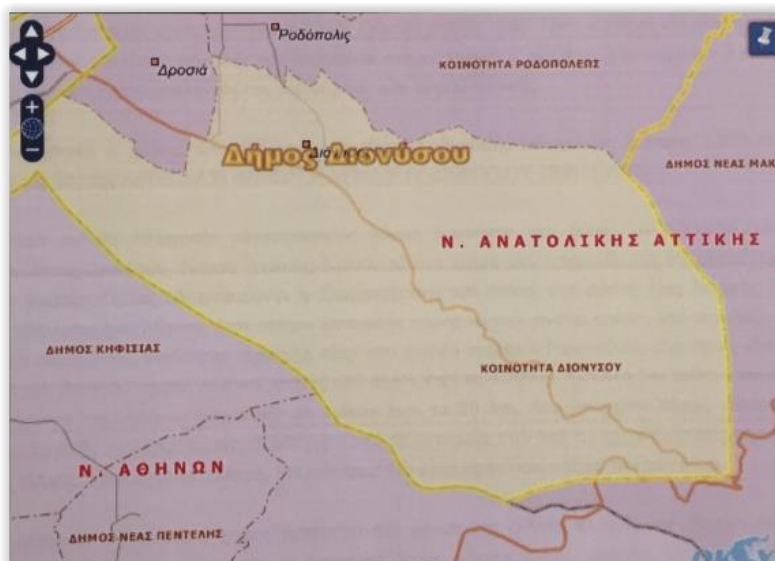 Ροδόπολις
Δροσιά
ΚΟΙΝΟΤΗΤΑ ΡΟΔΟΠΟΛΕΩΣ
Δήμος Διονύσου
ΔΗΜΟΣ ΝΕΑΣ ΜΑΚ
Ν. ΑΝΑΤΟΛΙΚΗΣ ΑΤΤΙΚΗΣ
ΔΗΜΟΣ ΚΗΦΙΣΙΑΣ
ΚΟΙΝΟΤΗΤΑ ΔΙΟΝΥΣΟΥ
Ν. ΑΘΗΝΩΝ
ΔΗΜΟΣ ΝΕΑΣ ΠΕΝΤΕΛΗΣ